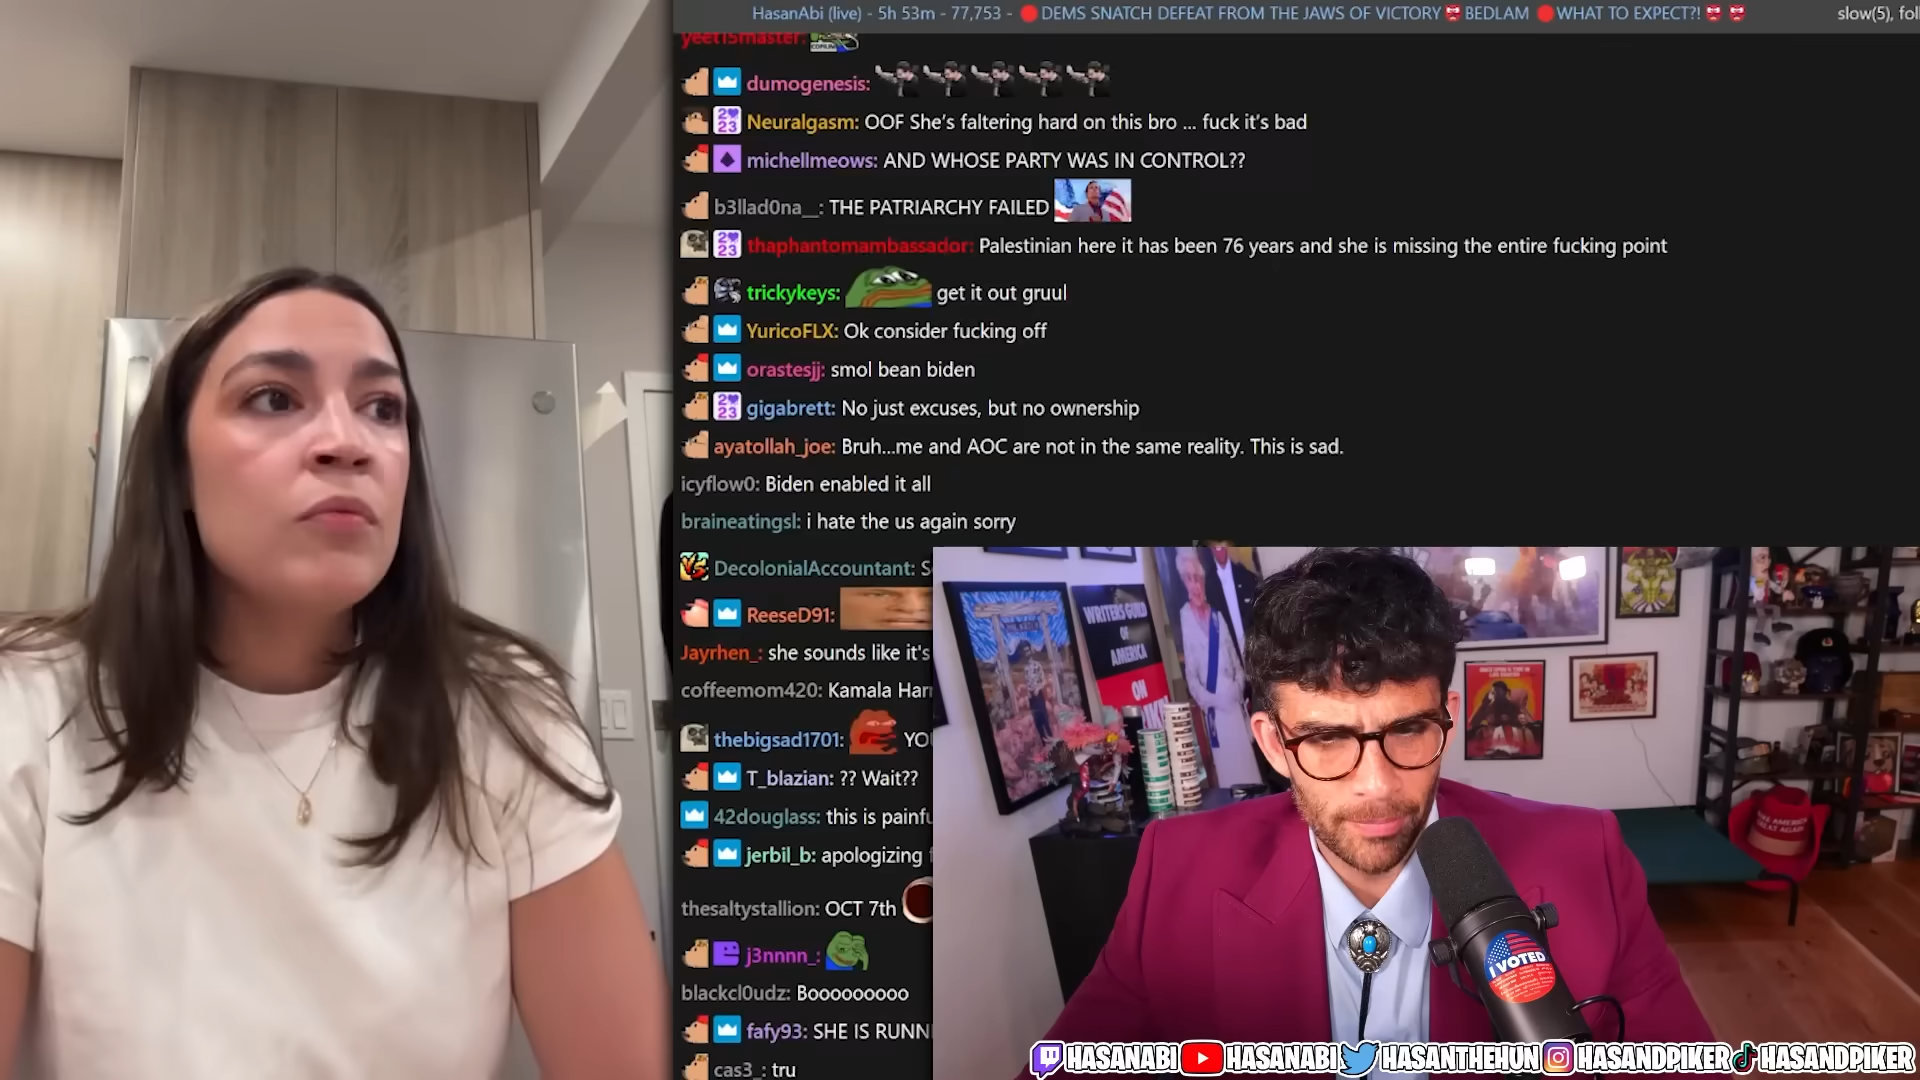 HasanAbi (live) - 5h 53m - 77,753 - 🔴DEMS SNATCH DEFEAT FROM THE JAWS OF VICTORY👹BEDLAM 🔴WHAT TO EXPECT?!👹👹
slow(5), foll
yeet15master:
dumogenesis:
Neuralgasm: OOF She's faltering hard on this bro ... fuck it's bad
michellmeows: AND WHOSE PARTY WAS IN CONTROL??
b3llad0na__: THE PATRIARCHY FAILED
thaphantomambassador: Palestinian here it has been 76 years and she is missing the entire fucking point
trickykeys: get it out gruul
YuricoFLX: Ok consider fucking off
orastesjj: smol bean biden
gigabrett: No just excuses, but no ownership
ayatollah_joe: Bruh...me and AOC are not in the same reality. This is sad.
icyflow0: Biden enabled it all
braineatingsl: i hate the us again sorry
DecolonialAccountant: S
ReeseD91:
Jayrhen_: she sounds like it's
coffeemom420: Kamala Harr
thebigsad1701: YOU
T_blazian: ?? Wait??
42douglass: this is painfu
jerbil_b: apologizing f
thesaltystallion: OCT 7th
j3nnnn_:
blackcl0udz: Booooooooo
fafy93: SHE IS RUNNI
cas3_: tru
WRITERS GUILD
OF
AMERICA
ON
I VOTED
HASANABI HASANABI HASANTHEHUN HASANDPIKER HASANDPIKER